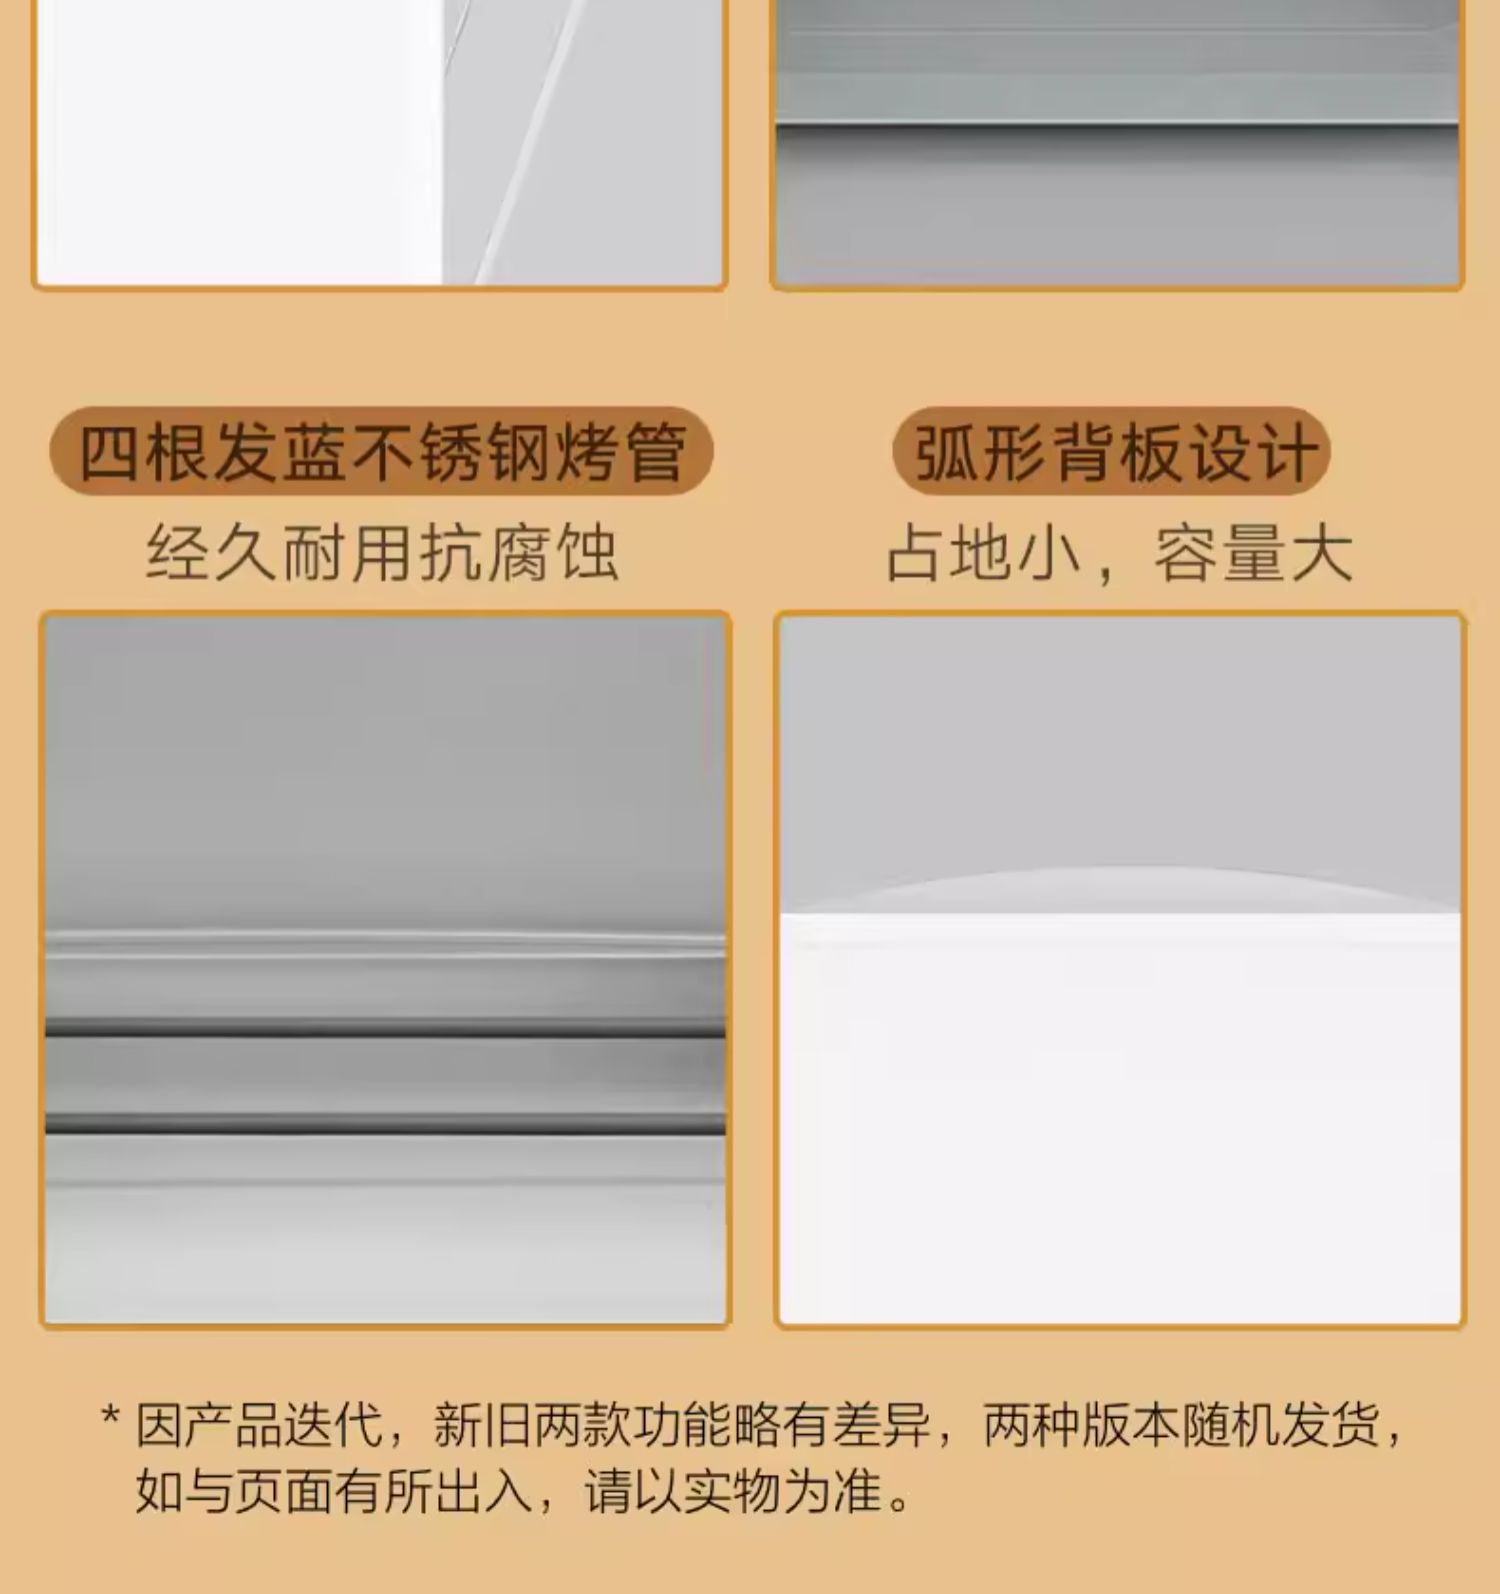 四根发蓝不锈钢烤管
经久耐用抗腐蚀
弧形背板设计
占地小，容量大
* 因产品迭代，新旧两款功能略有差异，两种版本随机发货，
如与页面有所出入，请以实物为准。